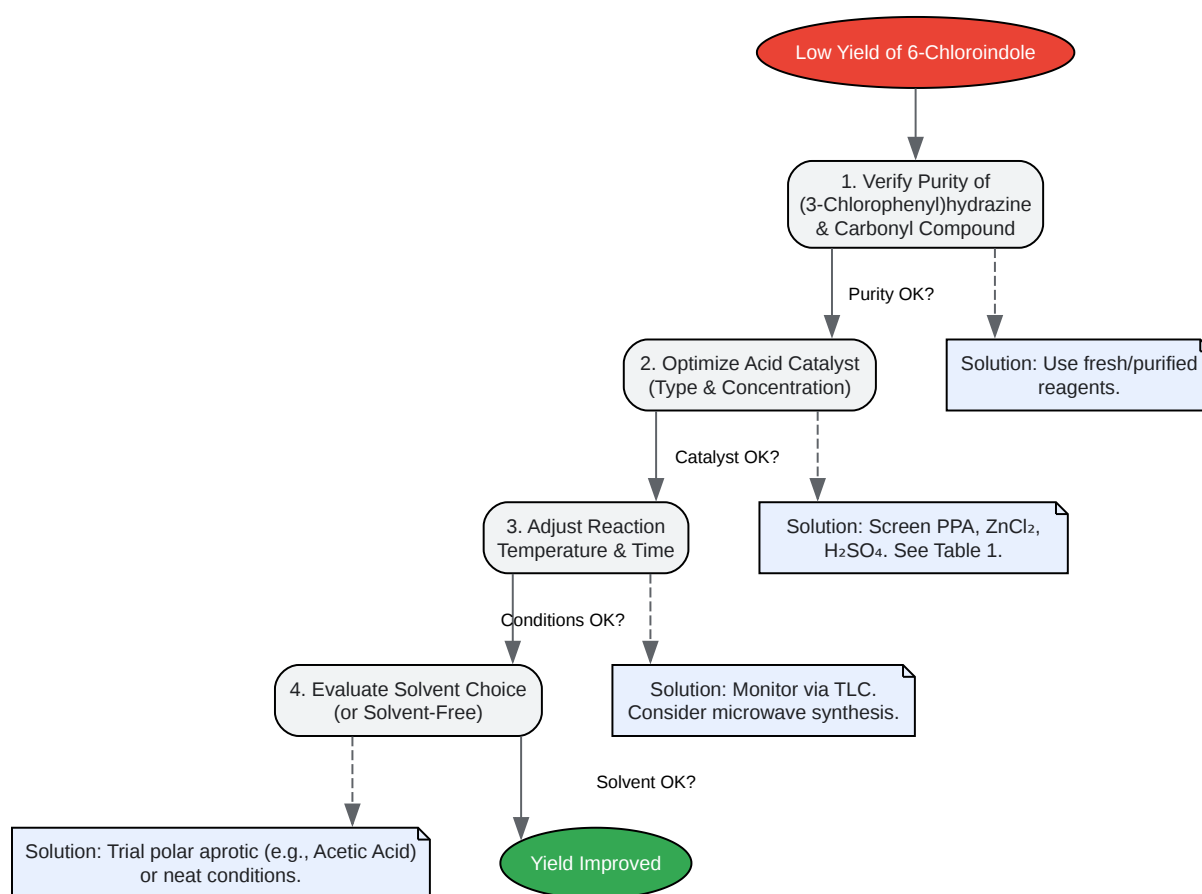 Low Yield of 6-Chloroindole
1. Verify Purity of
(3-Chlorophenyl)hydrazine
& Carbonyl Compound
Purity OK?
2. Optimize Acid Catalyst
(Type & Concentration)
Solution: Use fresh/purified
reagents.
Catalyst OK?
3. Adjust Reaction
Temperature & Time
Solution: Screen PPA, ZnCl₂,
H₂SO₄. See Table 1.
Conditions OK?
4. Evaluate Solvent Choice
(or Solvent-Free)
Solution: Monitor via TLC.
Consider microwave synthesis.
Solvent OK?
Solution: Trial polar aprotic (e.g., Acetic Acid)
or neat conditions.
Yield Improved